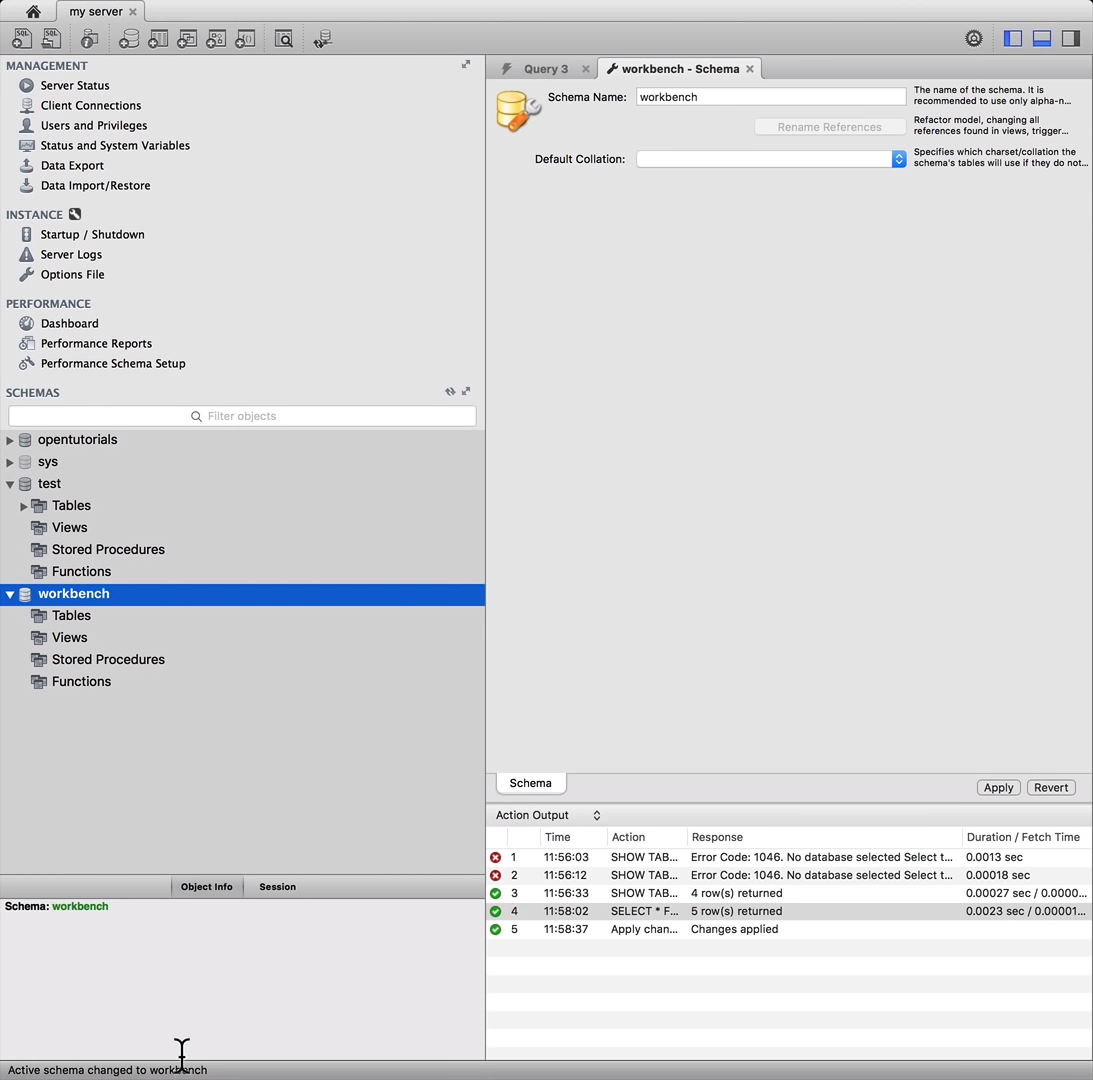 my server
MANAGEMENT
Server Status
Client Connections
Users and Privileges
Status and System Variables
Data Export
Data Import/Restore
INSTANCE
Startup / Shutdown
Server Logs
Options File
PERFORMANCE
Dashboard
Performance Reports
Performance Schema Setup
SCHEMAS
Filter objects
opentutorials
sys
test
Tables
Views
Stored Procedures
Functions
workbench
Tables
Views
Stored Procedures
Functions
Object Info Session
Schema: workbench
Query 3 workbench - Schema
Schema Name: workbench
The name of the schema. It is
recommended to use only alpha-n...
Rename References
Refactor model, changing all
references found in views, trigger...
Default Collation:
Specifies which charset/collation the
schema's tables will use if they do not...
Schema
Apply Revert
Action Output
Time Action Response Duration / Fetch Time
1 11:56:03 SHOW TAB... Error Code: 1046. No database selected Select t... 0.0013 sec
2 11:56:12 SHOW TAB... Error Code: 1046. No database selected Select t... 0.00018 sec
3 11:56:33 SHOW TAB... 4 row(s) returned 0.00027 sec / 0.0000...
4 11:58:02 SELECT * F... 5 row(s) returned 0.0023 sec / 0.00001...
5 11:58:37 Apply chan... Changes applied
Active schema changed to workbench